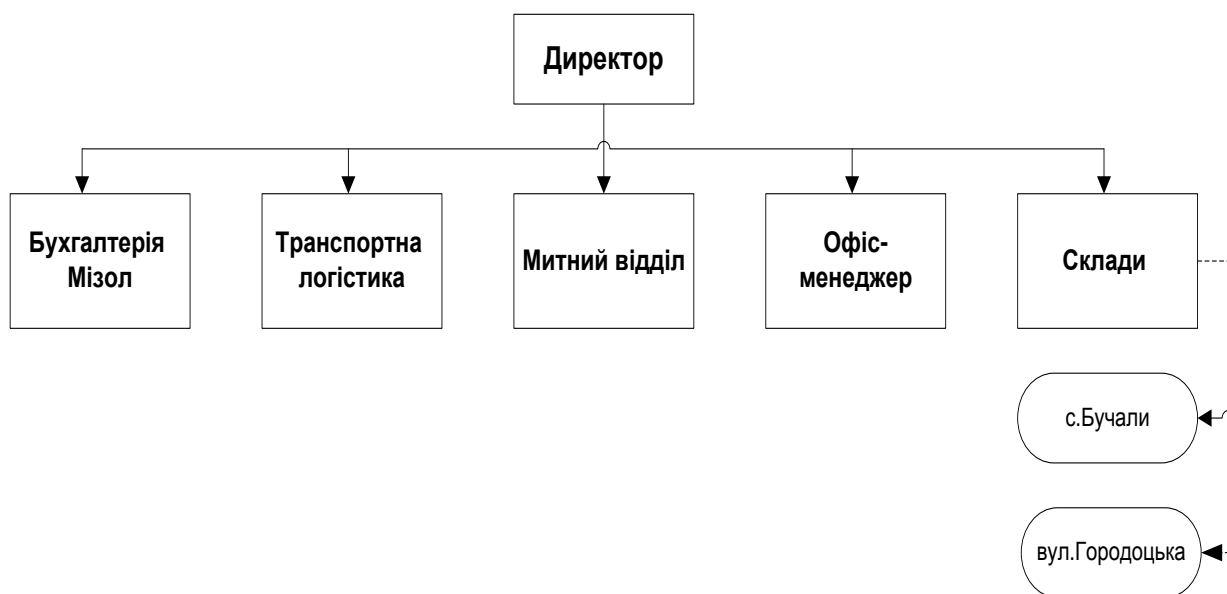 Директор
Бухгалтерія
Мізол
Транспортна
логістика
Митний відділ
Офіс-
менеджер
Склади
с.Бучали
вул.Городоцька